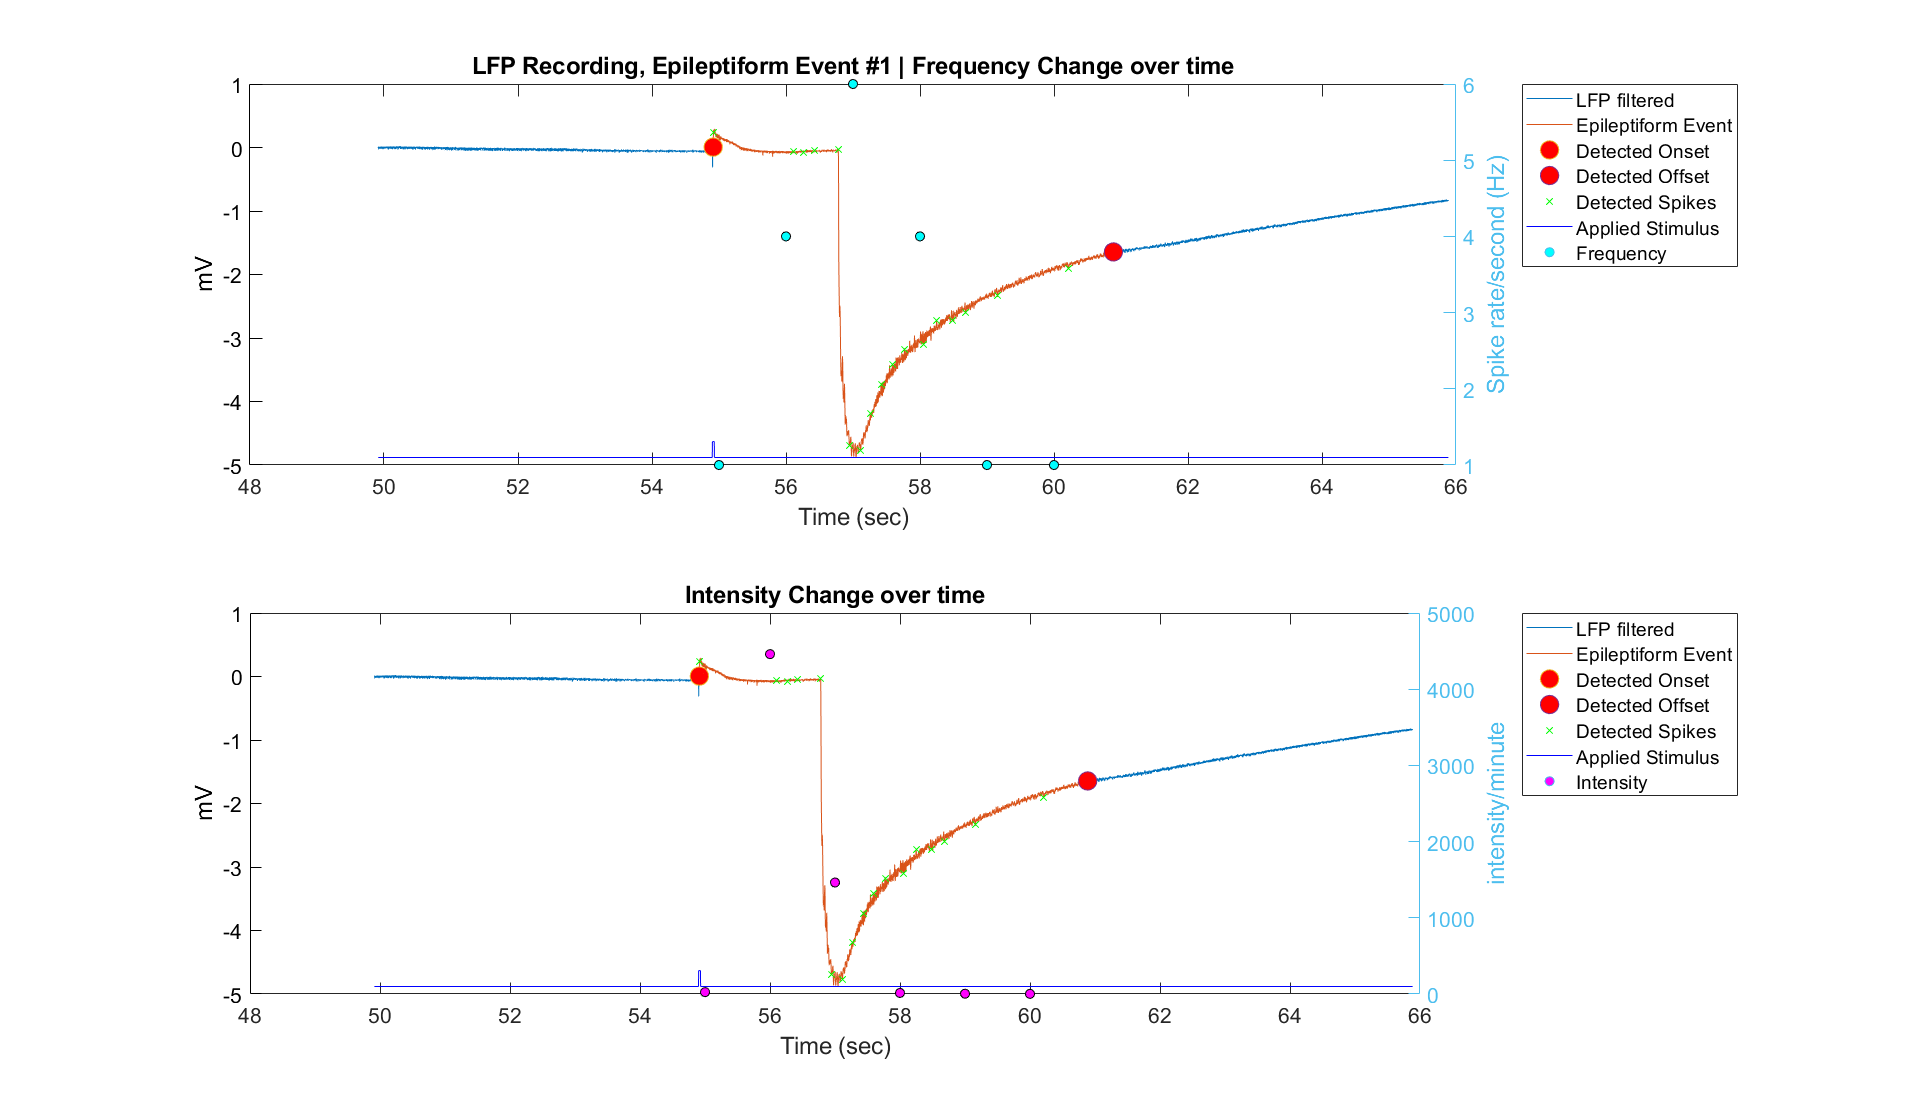 LFP Recording, Epileptiform Event #1 | Frequency Change over time
1
0
-1
-2
-3
-4
-5
mV
48 50 52 54 56 58 60 62 64 66
Time (sec)
6
5
4
3
2
1
Spike rate/second (Hz)
LFP filtered
Epileptiform Event
Detected Onset
Detected Offset
Detected Spikes
Applied Stimulus
Frequency
Intensity Change over time
1
0
-1
-2
-3
-4
-5
mV
48 50 52 54 56 58 60 62 64 66
Time (sec)
5000
4000
3000
2000
1000
0
intensity/minute
LFP filtered
Epileptiform Event
Detected Onset
Detected Offset
Detected Spikes
Applied Stimulus
Intensity